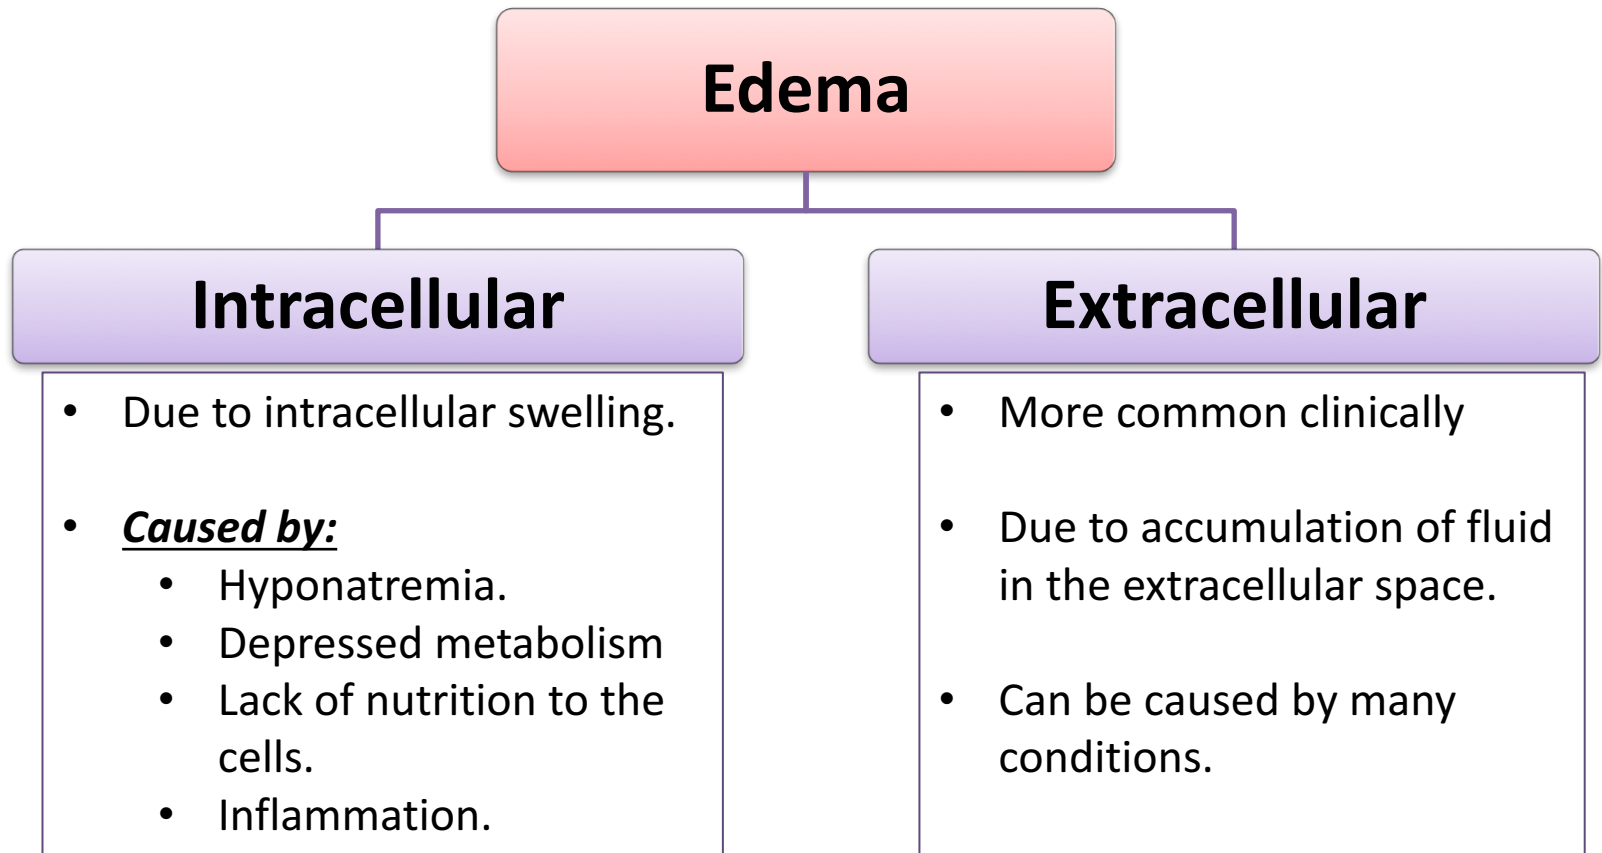 Edema
Intracellular
• Due to intracellular swelling.
• Caused by:
• Hyponatremia.
• Depressed metabolism
• Lack of nutrition to the
cells.
• Inflammation.
Extracellular
• More common clinically
• Due to accumulation of fluid
in the extracellular space.
• Can be caused by many
conditions.